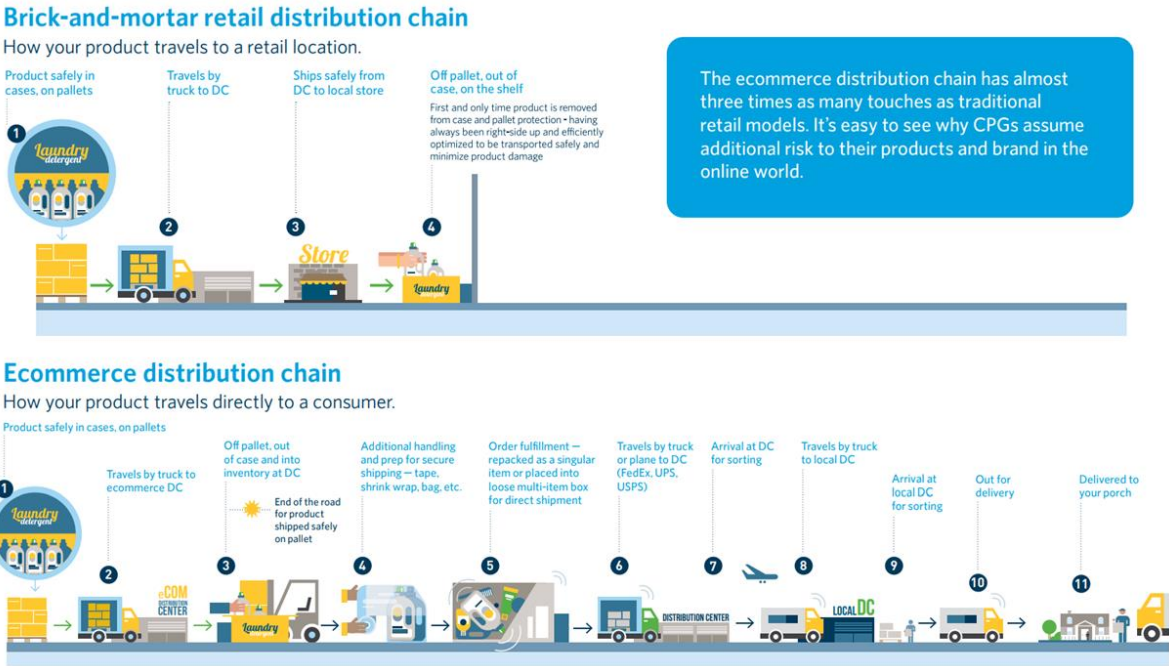 Brick-and-mortar retail distribution chain
How your product travels to a retail location.
Product safely in
cases, on pallets
Travels by
truck to DC
Ships safely from
DC to local store
Off pallet, out of
case, on the shelf
First and only time product is removed
from case and pallet protection - having
always been right-side up and efficiently
optimized to be transported safely and
minimize product damage
The ecommerce distribution chain has almost
three times as many touches as traditional
retail models. It's easy to see why CPGs assume
additional risk to their products and brand in the
online world.
1
Laundry
detergent
2
3
4
Store
Laundry
Ecommerce distribution chain
How your product travels directly to a consumer.
Product safely in cases, on pallets
Travels by truck to
ecommerce DC
Off pallet, out
of case and into
inventory at DC
End of the road
for product
shipped safely
on pallet
Additional handling
and prep for secure
shipping — tape,
shrink wrap, bag, etc.
Order fulfillment —
repacked as a singular
item or placed into
loose multi-item box
for direct shipment
Travels by truck
or plane to DC
(FedEx, UPS,
USPS)
Arrival at DC
for sorting
Travels by truck
to local DC
Arrival at
local DC
for sorting
Out for
delivery
Delivered to
your porch
1
Laundry
detergent
2
3
4
5
6
7
8
9
10
11
eCOM
DISTRIBUTION
CENTER
Laundry
DISTRIBUTION CENTER
LOCAL DC